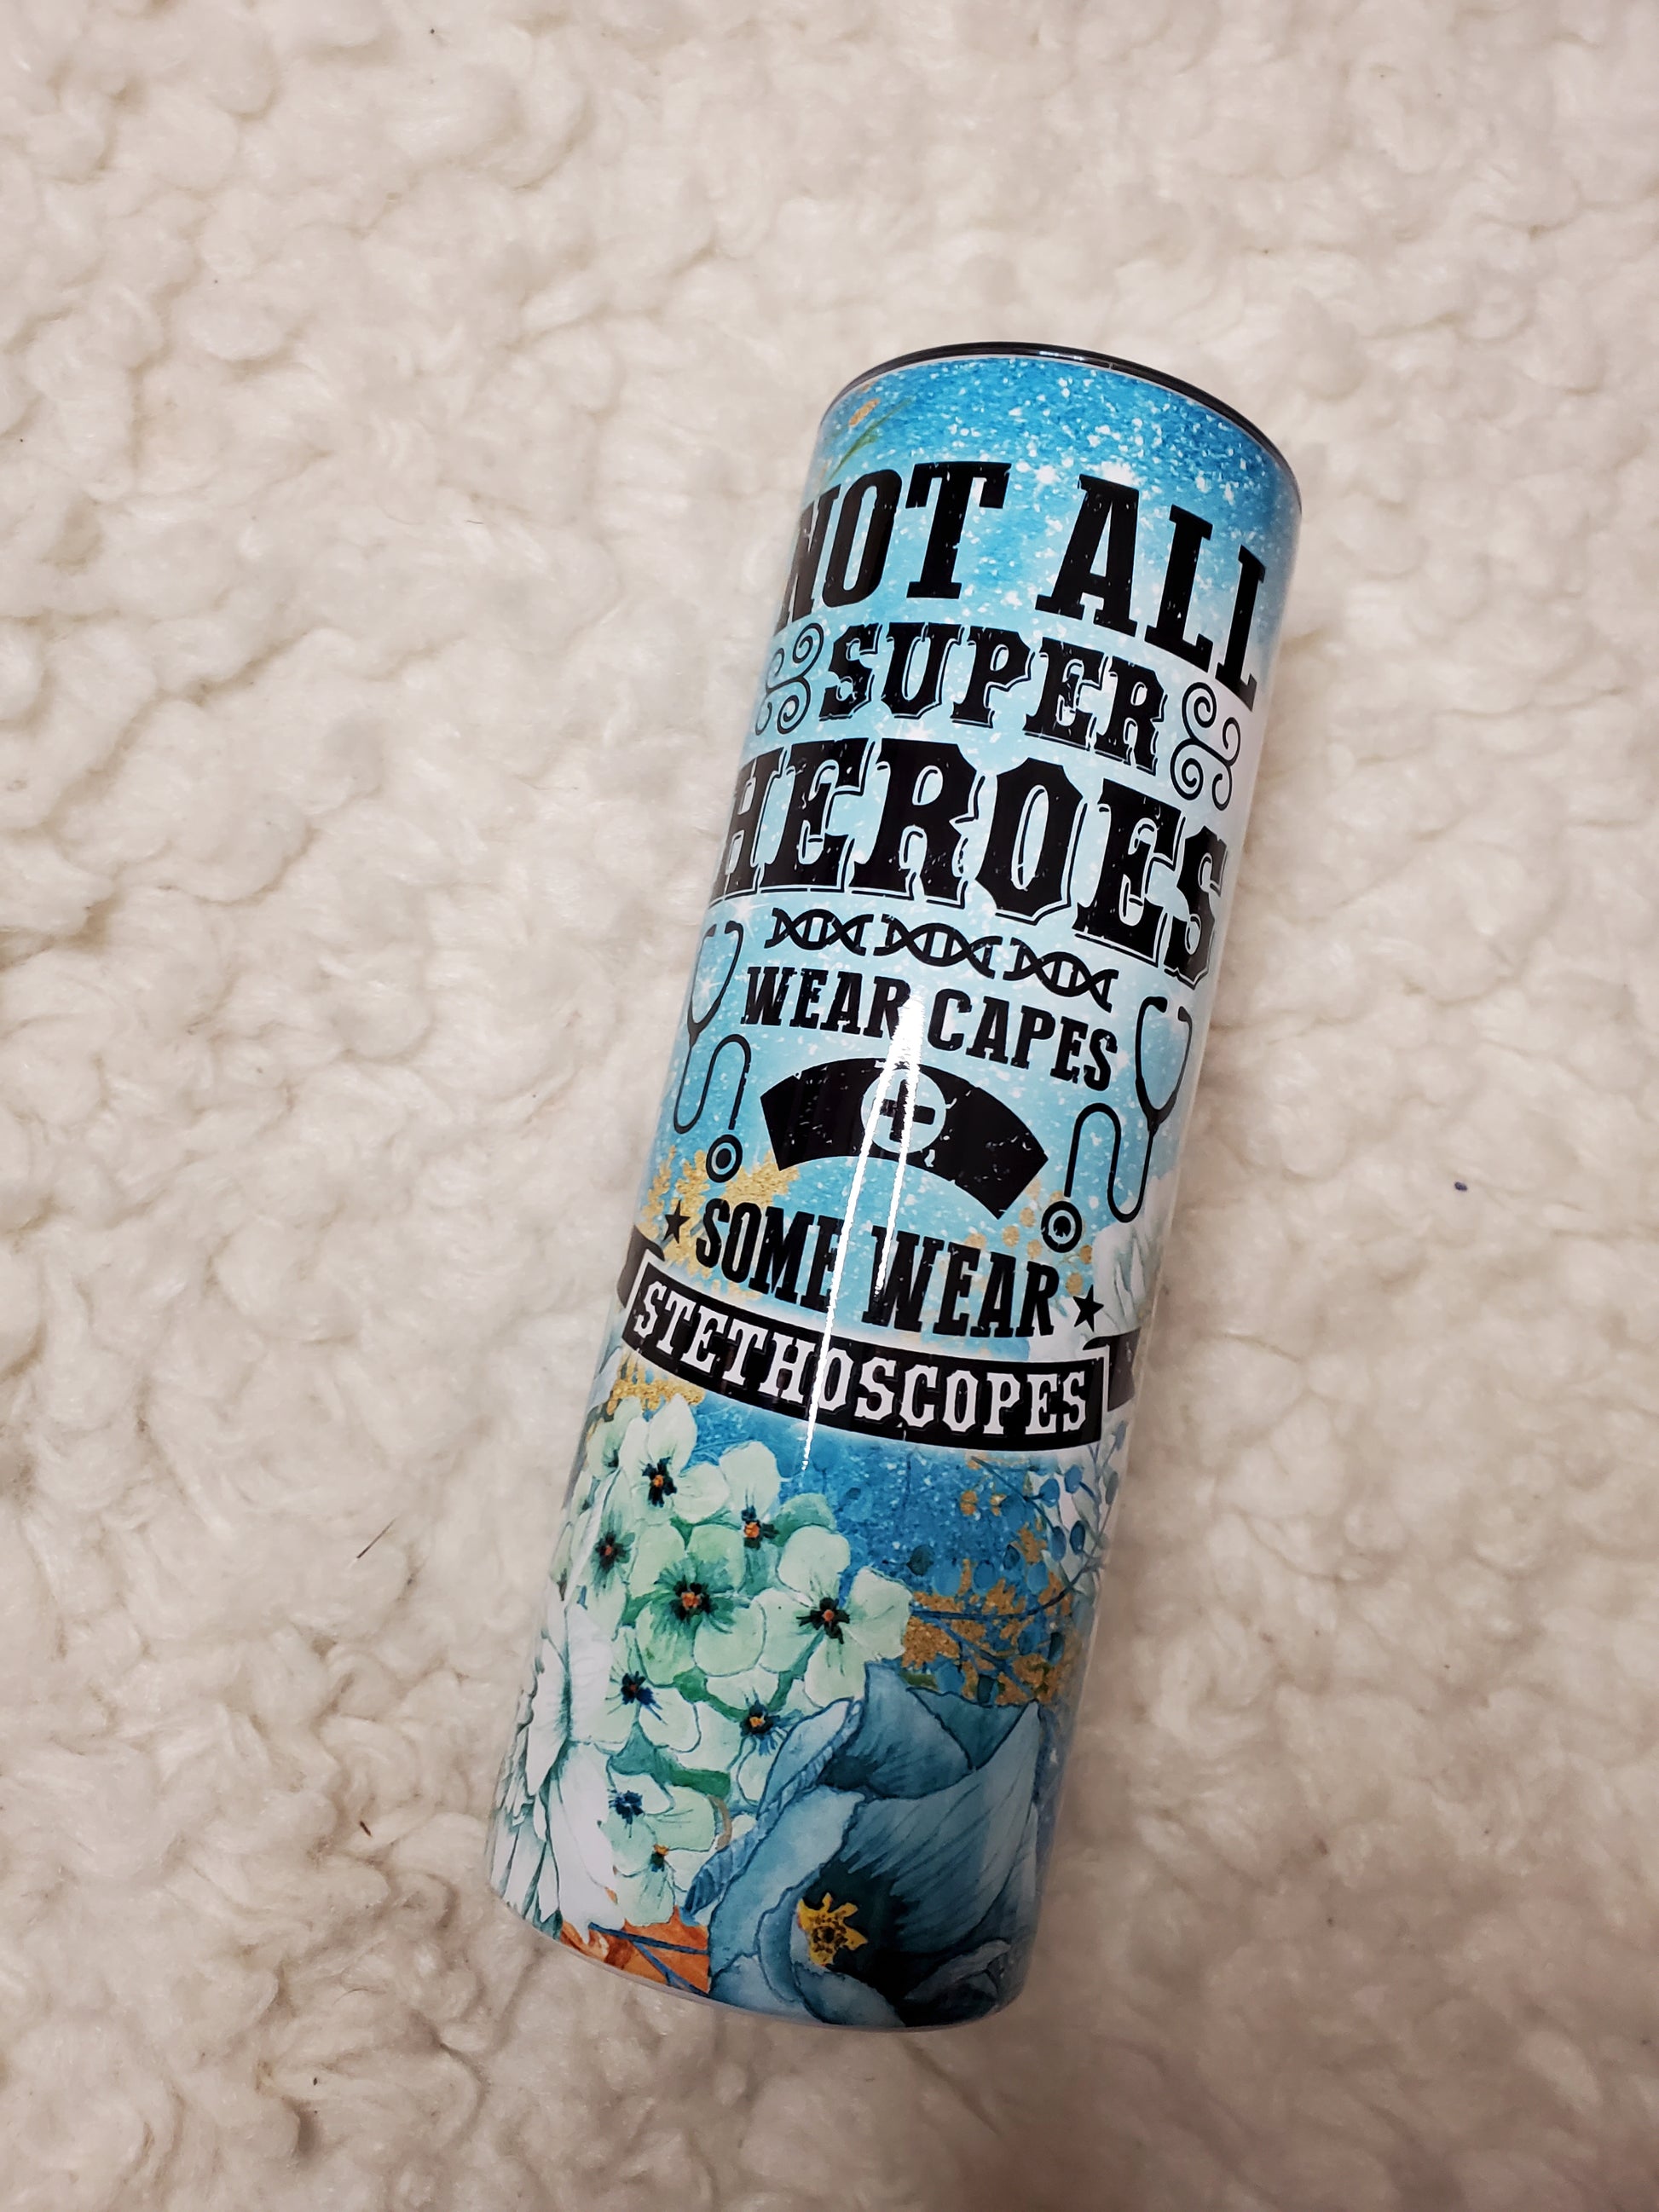 NOT ALL
SUPER
HEROES
WEAR CAPES
SOME WEAR
STETHOSCOPES